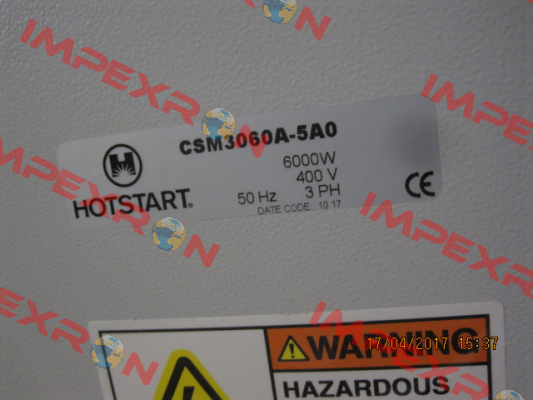 CSM3060A-5A0
6000W
400 V
50 Hz 3 PH
DATE CODE: 10 17
HOTSTART.
CE
WARNING
17/04/2017 15:37
HAZARDOUS
IMPEXRON
IMPEXRON
IMPEXRON
IMPEXRON
IMPEXRON
IMPEXRON